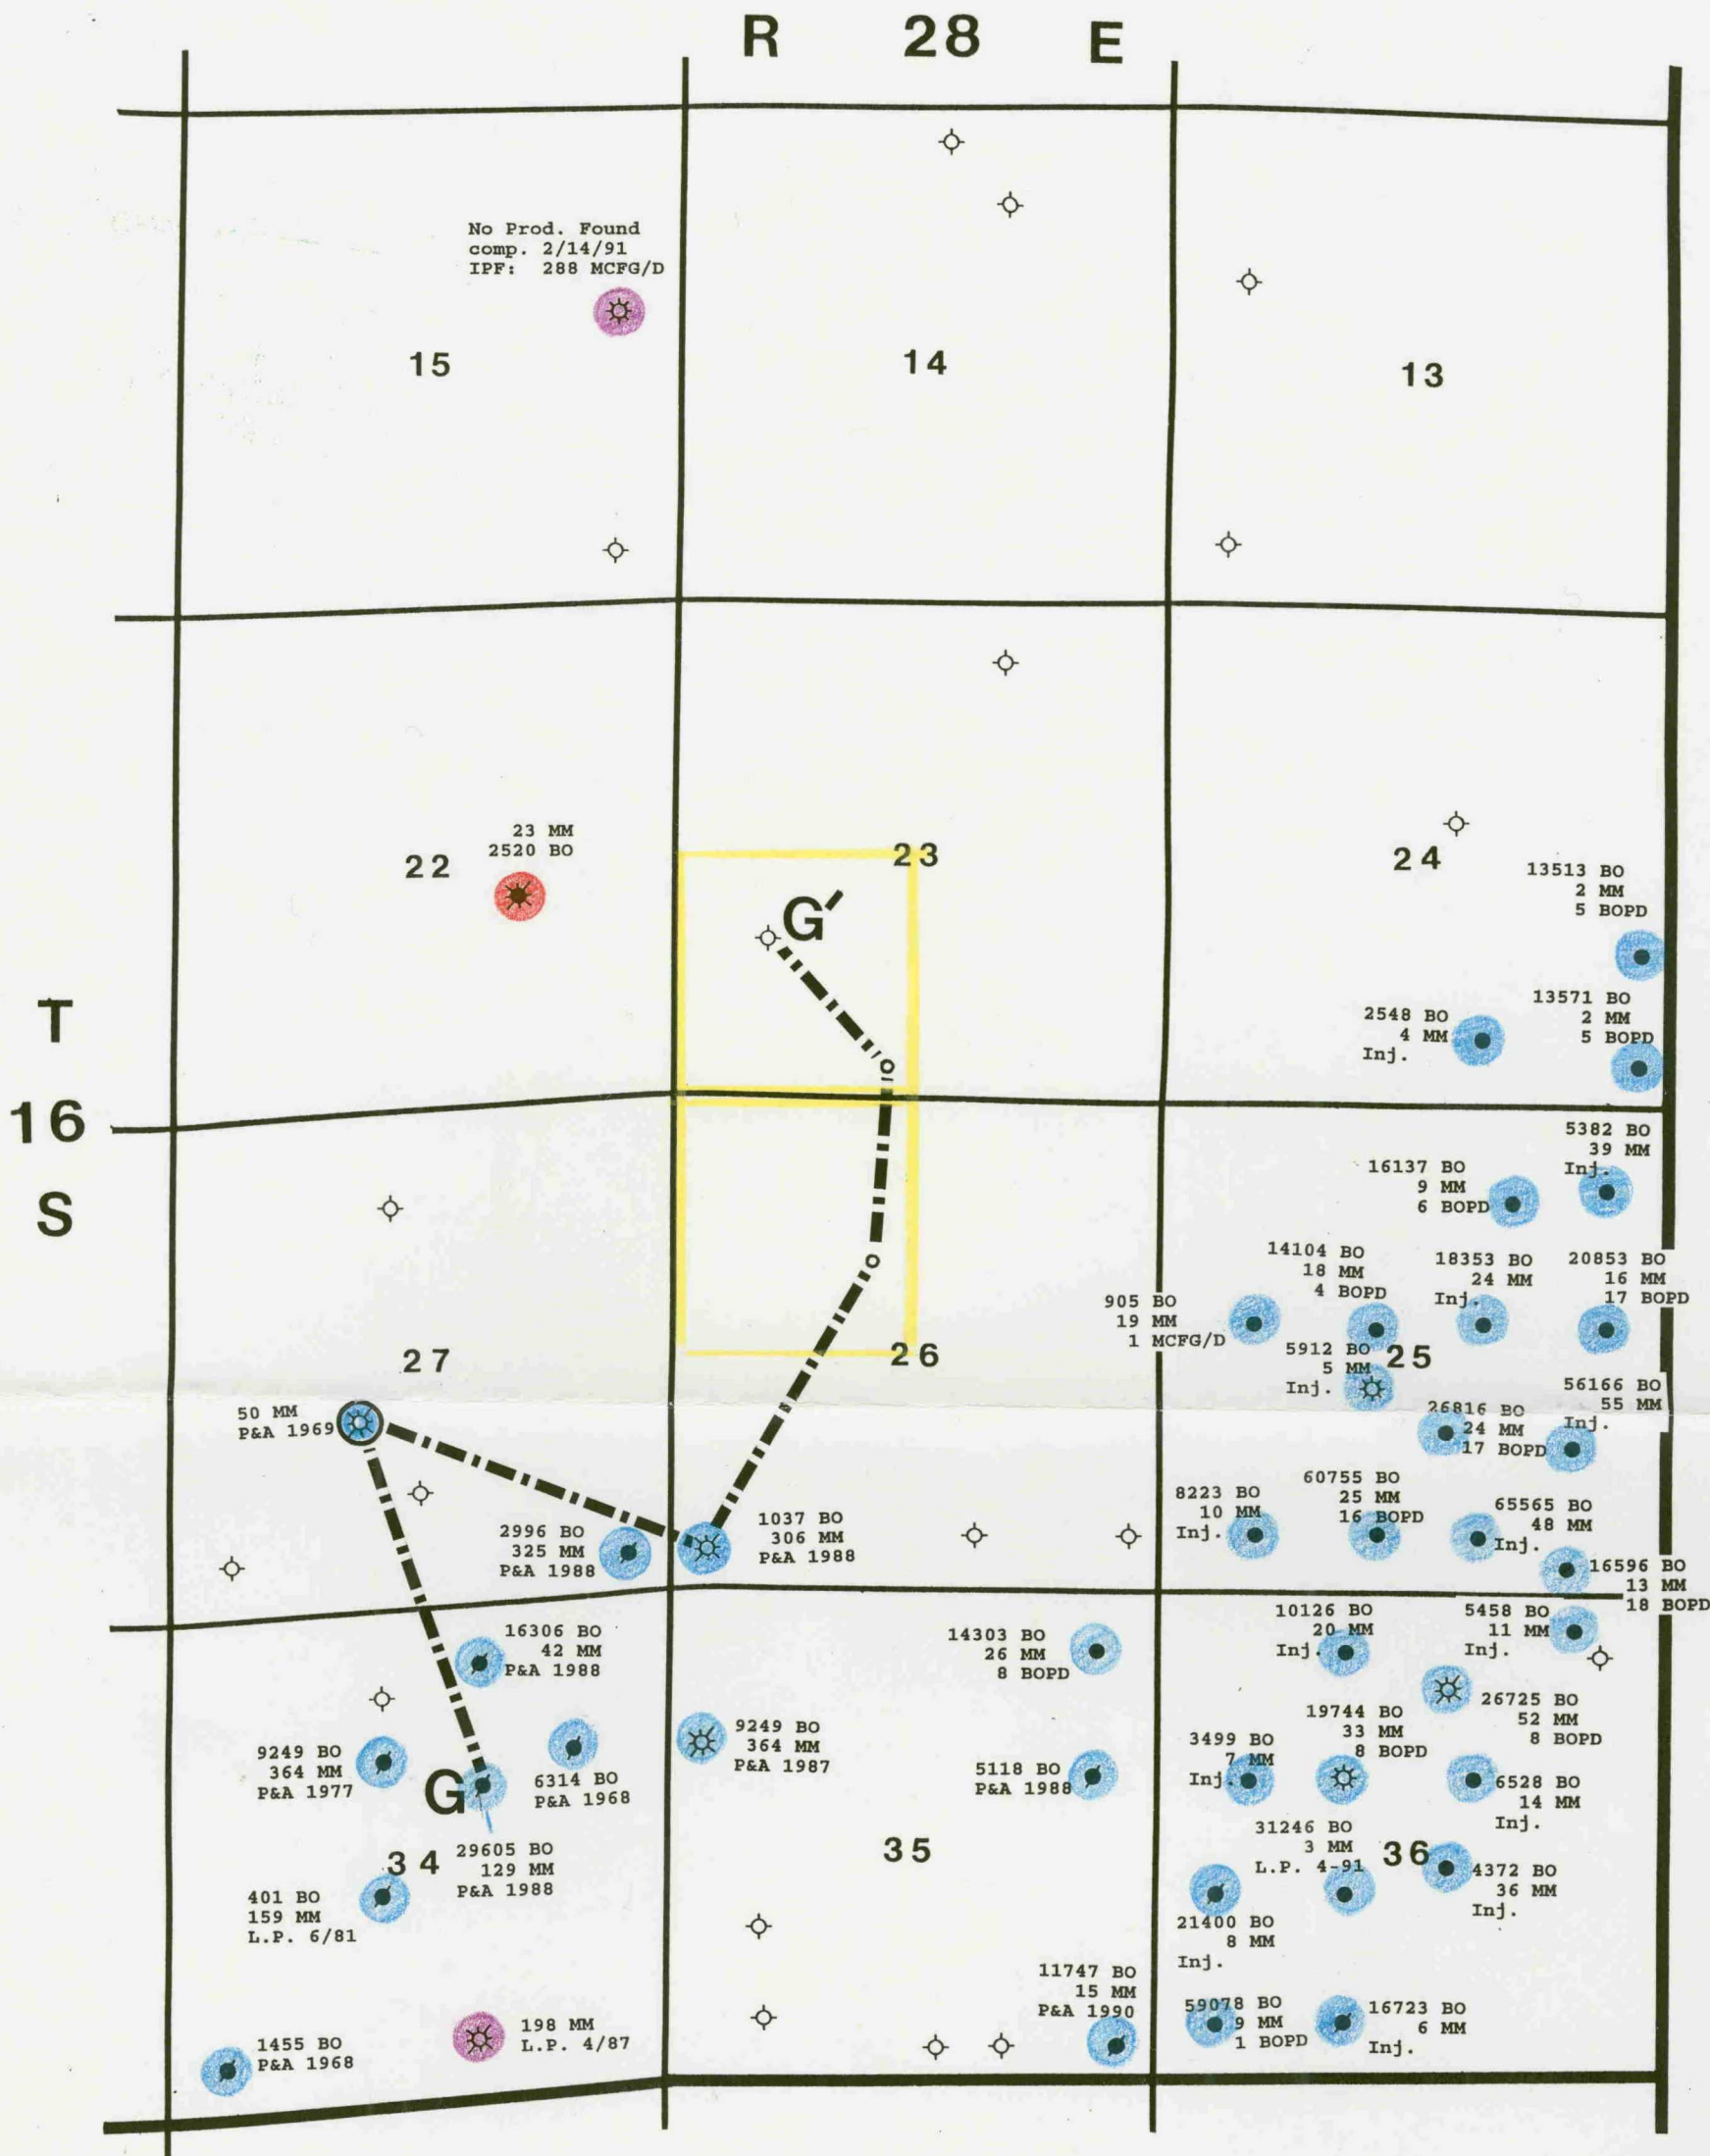 R 28 E
No Prod. Found
comp. 2/14/91
IPF: 288 MCFG/D
15
14
13
23 MM
2520 BO
22
23
24
G'
13513 BO
2 MM
5 BOPD
13571 BO
2 MM
5 BOPD
2548 BO
4 MM
Inj.
T
16
S
5382 BO
39 MM
Inj.
16137 BO
9 MM
6 BOPD
14104 BO
18 MM
4 BOPD
18353 BO
24 MM
Inj.
20853 BO
16 MM
17 BOPD
905 BO
19 MM
1 MCFG/D
5912 BO
5 MM
Inj.
25
27
26
50 MM
P&A 1969
26816 BO
24 MM
17 BOPD
56166 BO
55 MM
Inj.
8223 BO
10 MM
Inj.
60755 BO
25 MM
16 BOPD
65565 BO
48 MM
Inj.
2996 BO
325 MM
P&A 1988
1037 BO
306 MM
P&A 1988
16596 BO
13 MM
18 BOPD
16306 BO
42 MM
P&A 1988
14303 BO
26 MM
8 BOPD
10126 BO
20 MM
Inj.
5458 BO
11 MM
Inj.
26725 BO
52 MM
8 BOPD
9249 BO
364 MM
P&A 1977
G
6314 BO
P&A 1968
9249 BO
364 MM
P&A 1987
5118 BO
P&A 1988
3499 BO
7 MM
Inj.
19744 BO
33 MM
8 BOPD
6528 BO
14 MM
Inj.
34
29605 BO
129 MM
P&A 1988
35
31246 BO
3 MM
L.P. 4-91
36
4372 BO
36 MM
Inj.
401 BO
159 MM
L.P. 6/81
21400 BO
8 MM
Inj.
11747 BO
15 MM
P&A 1990
59078 BO
9 MM
1 BOPD
16723 BO
6 MM
Inj.
1455 BO
P&A 1968
198 MM
L.P. 4/87